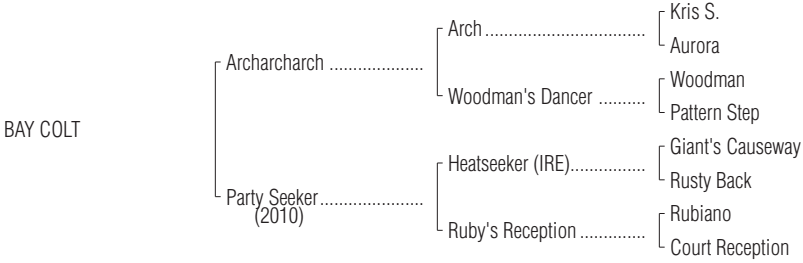 Kris S.
Arch ................................
Aurora
Archarcharch ....................
Woodman
Woodman's Dancer ..........
Pattern Step
BAY COLT
Giant's Causeway
Heatseeker (IRE)...............
Rusty Back
Party Seeker......................
(2010)
Rubiano
Ruby's Reception ..............
Court Reception